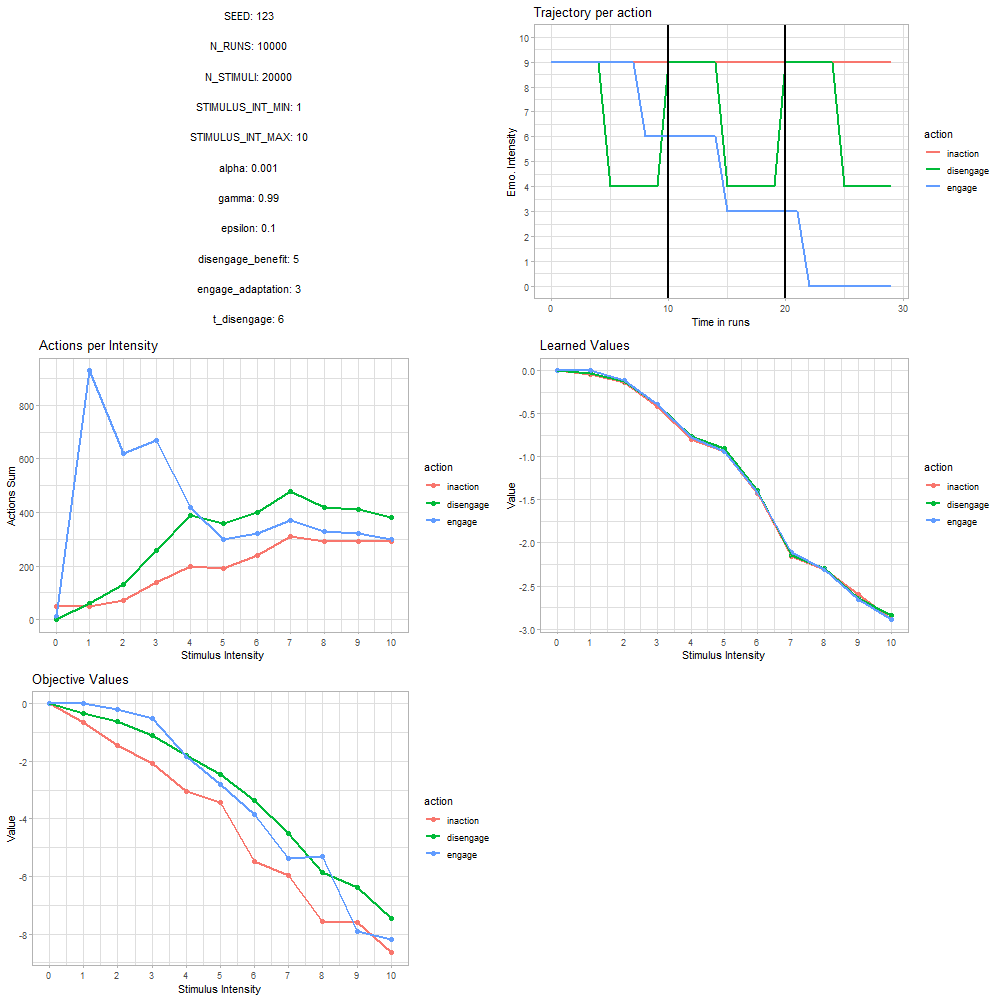 SEED: 123
N_RUNS: 10000
N_STIMULI: 20000
STIMULUS_INT_MIN: 1
STIMULUS_INT_MAX: 10
alpha: 0.001
gamma: 0.99
epsilon: 0.1
disengage_benefit: 5
engage_adaptation: 3
t_disengage: 6
Trajectory per action
Emo. Intensity
10
9
8
7
6
5
4
3
2
1
0
0 10 20 30
Time in runs
action
inaction
disengage
engage
Actions per Intensity
Actions Sum
800
600
400
200
0
0 1 2 3 4 5 6 7 8 9 10
Stimulus Intensity
action
inaction
disengage
engage
Learned Values
Value
0.0
-0.5
-1.0
-1.5
-2.0
-2.5
-3.0
0 1 2 3 4 5 6 7 8 9 10
Stimulus Intensity
action
inaction
disengage
engage
Objective Values
Value
0
-2
-4
-6
-8
0 1 2 3 4 5 6 7 8 9 10
Stimulus Intensity
action
inaction
disengage
engage